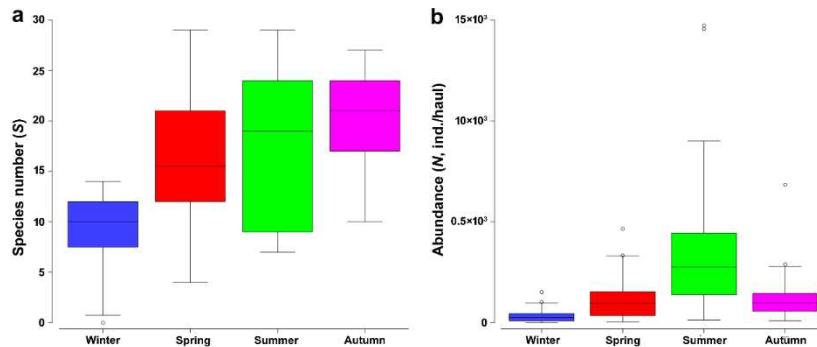 a
Species number (S)
30
25
20
15
10
5
0
Winter Spring Summer Autumn
b
Abundance (N, ind./haul)
15×10³
10×10³
0.5×10³
0
Winter Spring Summer Autumn